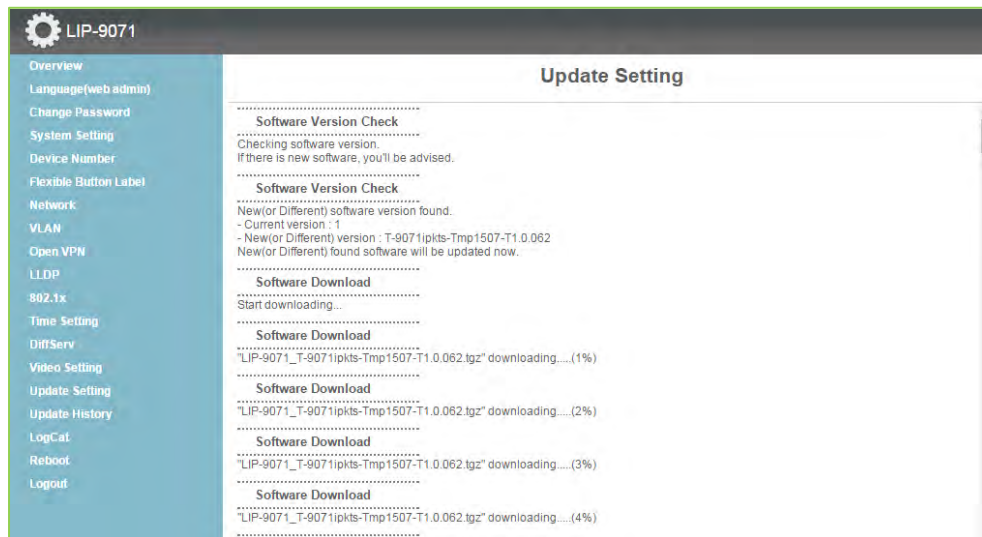 LIP-9071
Overview
Language(web admin)
Change Password
System Setting
Device Number
Flexible Button Label
Network
VLAN
Open VPN
LLDP
802.1x
Time Setting
DiffServ
Video Setting
Update Setting
Update History
LogCat
Reboot
Logout
Update Setting
Software Version Check
Checking software version.
If there is new software, you'll be advised.
Software Version Check
New(or Different) software version found.
- Current version : 1
- New(or Different) version : T-9071ipkts-Tmp1507-T1.0.062
New(or Different) found software will be updated now.
Software Download
Start downloading...
Software Download
"LIP-9071_T-9071ipkts-Tmp1507-T1.0.062.tgz" downloading.....(1%)
Software Download
"LIP-9071_T-9071ipkts-Tmp1507-T1.0.062.tgz" downloading.....(2%)
Software Download
"LIP-9071_T-9071ipkts-Tmp1507-T1.0.062.tgz" downloading.....(3%)
Software Download
"LIP-9071_T-9071ipkts-Tmp1507-T1.0.062.tgz" downloading.....(4%)